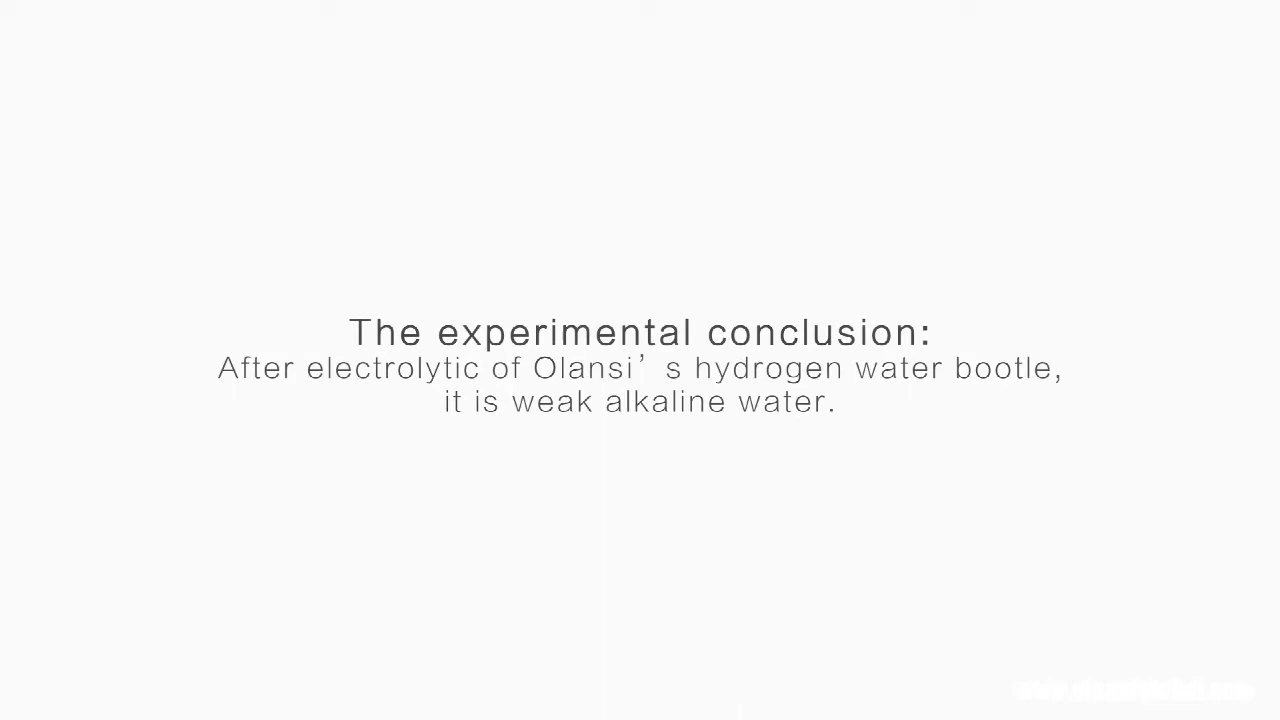 The experimental conclusion:
After electrolytic of Olansi’s hydrogen water bootle,
it is weak alkaline water.